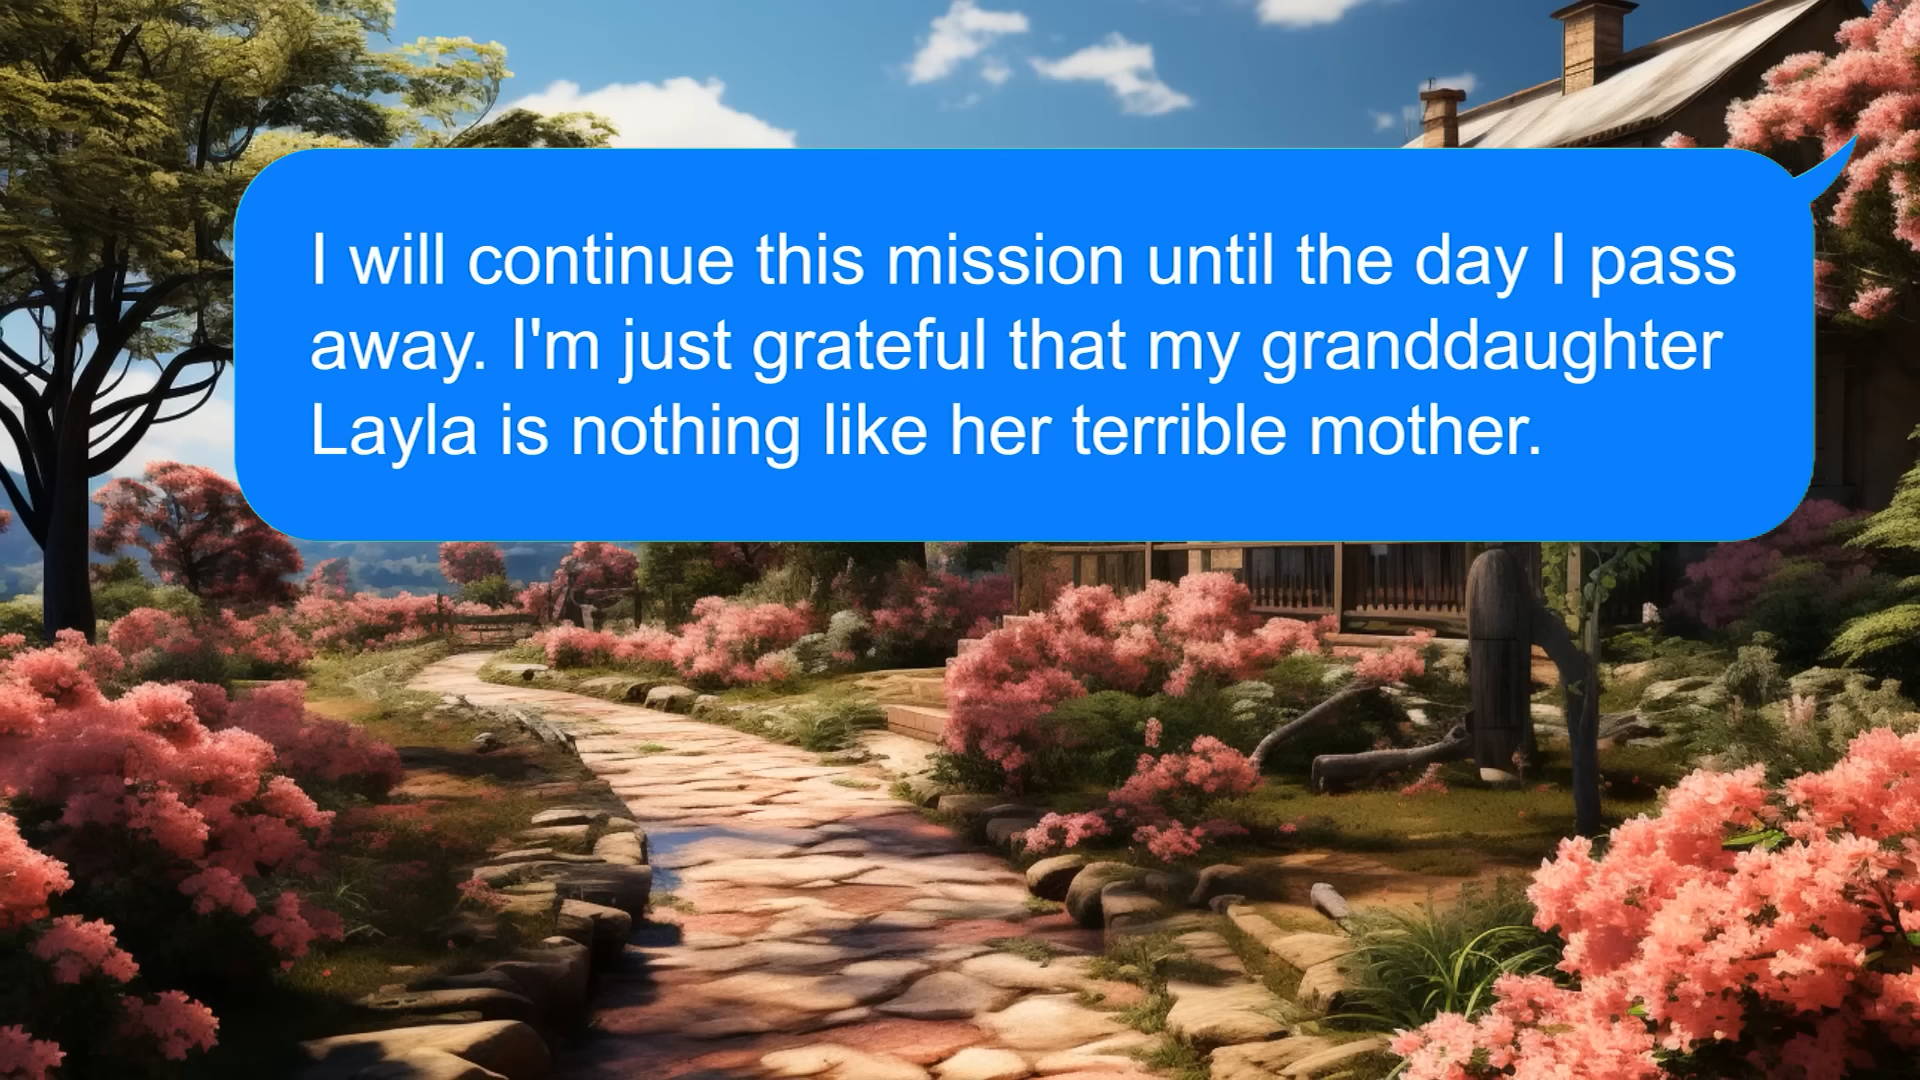 I will continue this mission until the day I pass
away. I'm just grateful that my granddaughter
Layla is nothing like her terrible mother.